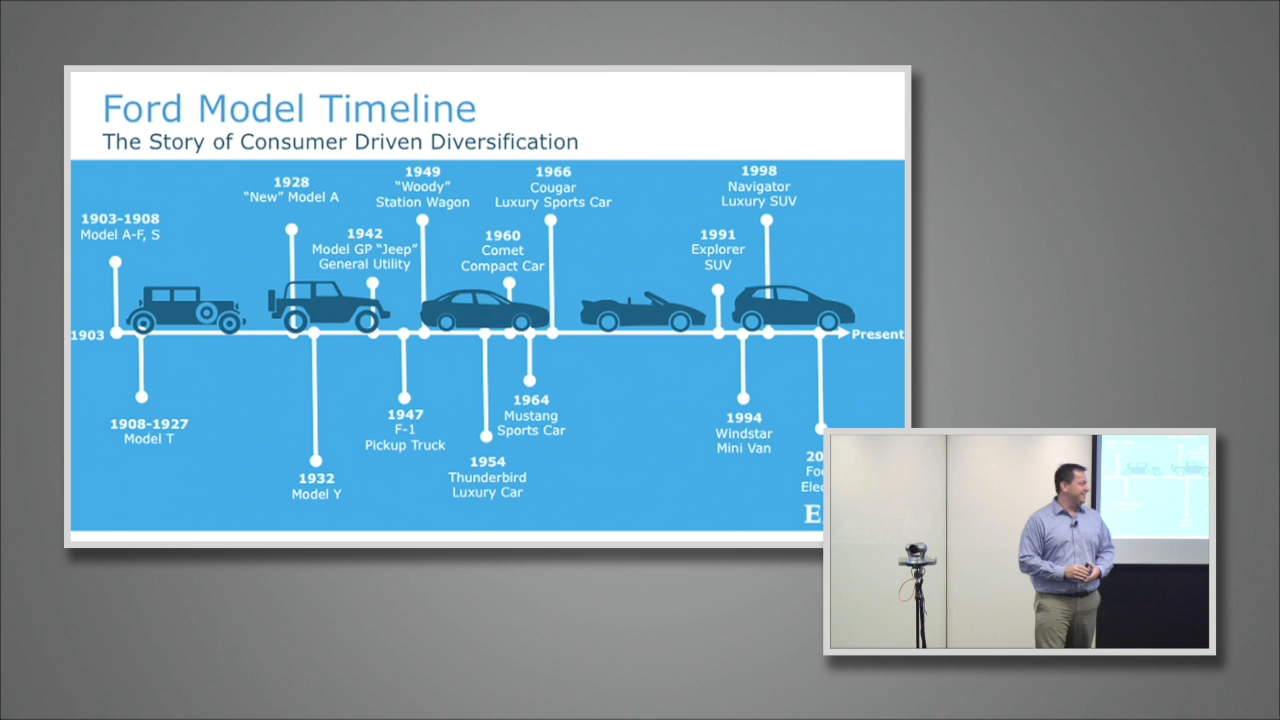 Ford Model Timeline
The Story of Consumer Driven Diversification
1903-1908
Model A-F, S
1928
“New” Model A
1942
Model GP “Jeep”
General Utility
1949
“Woody”
Station Wagon
1960
Comet
Compact Car
1966
Cougar
Luxury Sports Car
1991
Explorer
SUV
1998
Navigator
Luxury SUV
1903
Present
1908-1927
Model T
1932
Model Y
1947
F-1
Pickup Truck
1954
Thunderbird
Luxury Car
1964
Mustang
Sports Car
1994
Windstar
Mini Van